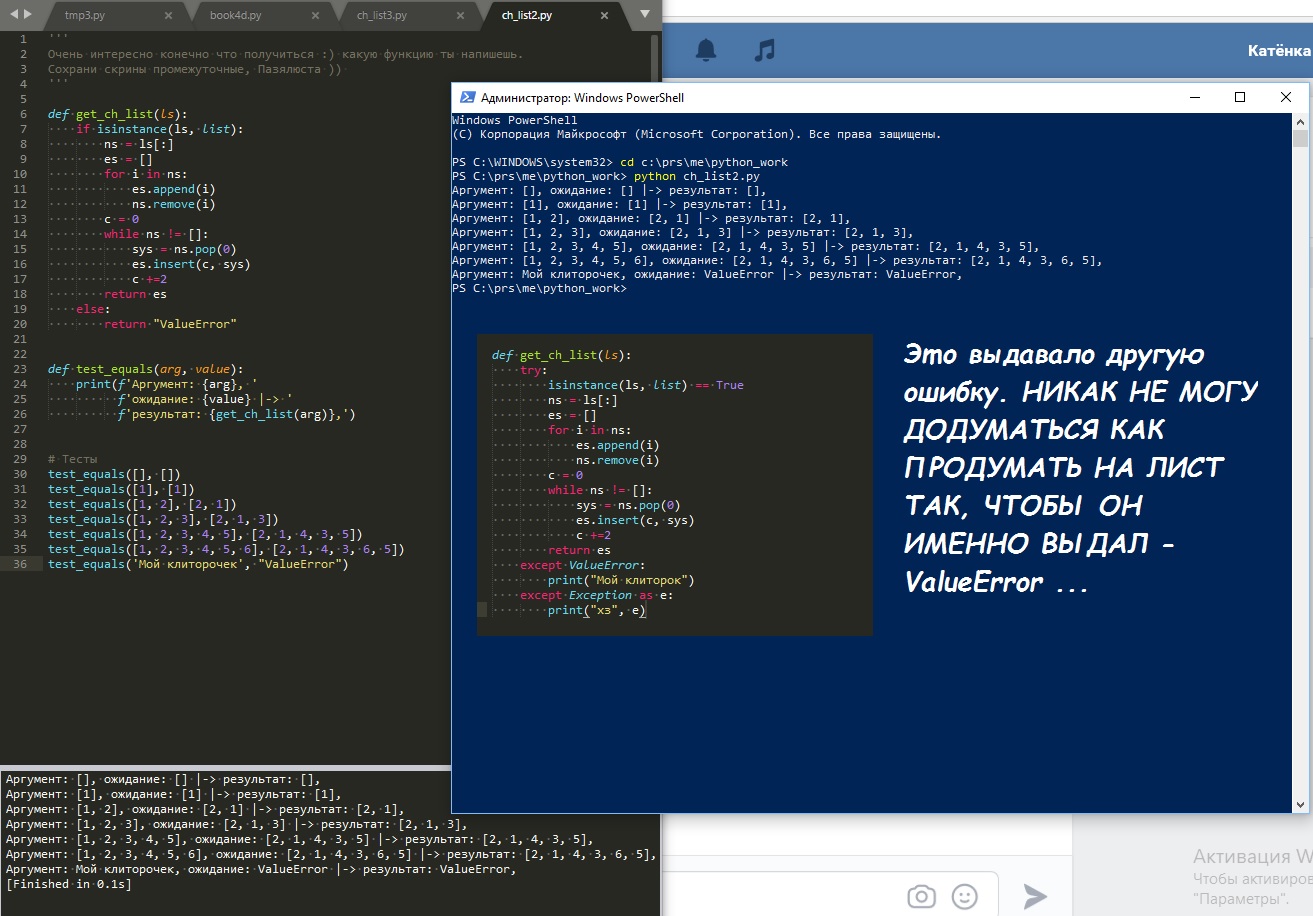 tmp3.py
book4d.py
ch_list3.py
ch_list2.py
1 '''
2 Очень интересно конечно что получиться :) какую функцию ты напишешь.
3 Сохрани скрины промежуточные, Пазялюста ))
4 '''
5
6 def get_ch_list(ls):
7 if isinstance(ls, list):
8 ns = ls[:]
9 es = []
10 for i in ns:
11 es.append(i)
12 ns.remove(i)
13 c = 0
14 while ns != []:
15 sys = ns.pop(0)
16 es.insert(c, sys)
17 c +=2
18 return es
19 else:
20 return "ValueError"
21
22
23 def test_equals(arg, value):
24 print(f'Аргумент: {arg}, '
25 f'ожидание: {value} |-> '
26 f'результат: {get_ch_list(arg)},')
27
28
29 # Тесты
30 test_equals([], [])
31 test_equals([1], [1])
32 test_equals([1, 2], [2, 1])
33 test_equals([1, 2, 3], [2, 1, 3])
34 test_equals([1, 2, 3, 4, 5], [2, 1, 4, 3, 5])
35 test_equals([1, 2, 3, 4, 5, 6], [2, 1, 4, 3, 6, 5])
36 test_equals('Мой клиторочек', "ValueError")
Аргумент: [], ожидание: [] |-> результат: [],
Аргумент: [1], ожидание: [1] |-> результат: [1],
Аргумент: [1, 2], ожидание: [2, 1] |-> результат: [2, 1],
Аргумент: [1, 2, 3], ожидание: [2, 1, 3] |-> результат: [2, 1, 3],
Аргумент: [1, 2, 3, 4, 5], ожидание: [2, 1, 4, 3, 5] |-> результат: [2, 1, 4, 3, 5],
Аргумент: [1, 2, 3, 4, 5, 6], ожидание: [2, 1, 4, 3, 6, 5] |-> результат: [2, 1, 4, 3, 6, 5],
Аргумент: Мой клиторочек, ожидание: ValueError |-> результат: ValueError,
[Finished in 0.1s]
Катёнка
Администратор: Windows PowerShell
Windows PowerShell
(C) Корпорация Майкрософт (Microsoft Corporation). Все права защищены.
PS C:\WINDOWS\system32> cd c:\prs\me\python_work
PS C:\prs\me\python_work> python ch_list2.py
Аргумент: [], ожидание: [] |-> результат: [],
Аргумент: [1], ожидание: [1] |-> результат: [1],
Аргумент: [1, 2], ожидание: [2, 1] |-> результат: [2, 1],
Аргумент: [1, 2, 3], ожидание: [2, 1, 3] |-> результат: [2, 1, 3],
Аргумент: [1, 2, 3, 4, 5], ожидание: [2, 1, 4, 3, 5] |-> результат: [2, 1, 4, 3, 5],
Аргумент: [1, 2, 3, 4, 5, 6], ожидание: [2, 1, 4, 3, 6, 5] |-> результат: [2, 1, 4, 3, 6, 5],
Аргумент: Мой клиторочек, ожидание: ValueError |-> результат: ValueError,
PS C:\prs\me\python_work>
def get_ch_list(ls):
try:
isinstance(ls, list) == True
ns = ls[:]
es = []
for i in ns:
es.append(i)
ns.remove(i)
c = 0
while ns != []:
sys = ns.pop(0)
es.insert(c, sys)
c +=2
return es
except ValueError:
print("Мой клиторок")
except Exception as e:
print("хз", e)
Это выдавало другую
ошибку. НИКАК НЕ МОГУ
ДОДУМАТЬСЯ КАК
ПРОДУМАТЬ НА ЛИСТ
ТАК, ЧТОБЫ ОН
ИМЕННО ВЫДАЛ -
ValueError ...
Активация W
Чтобы активиров
"Параметры".